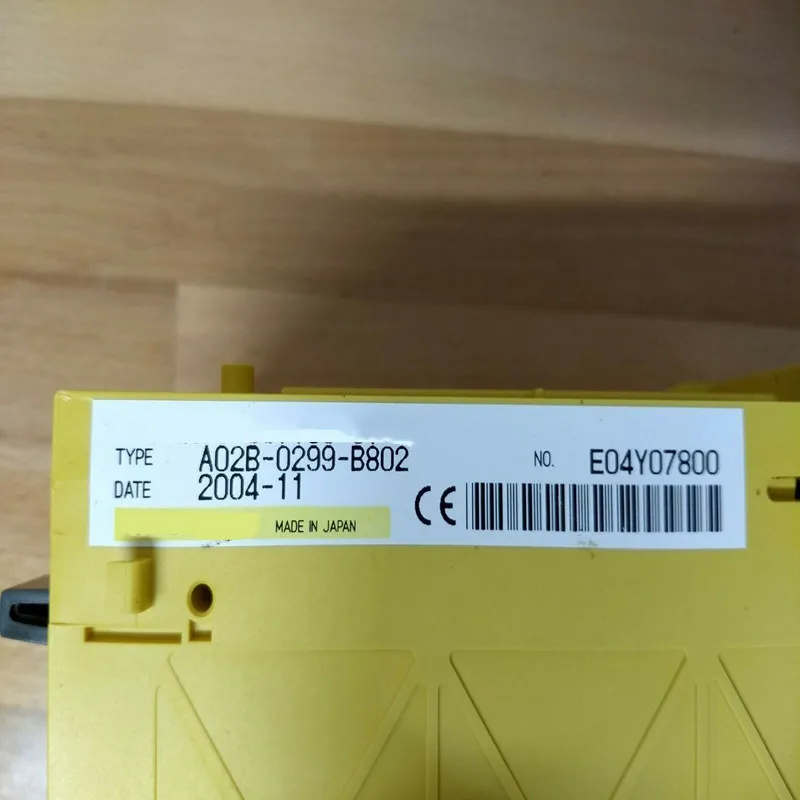 TYPE A02B-0299-B802 NO. E04Y07800
DATE 2004-11
CE
MADE IN JAPAN